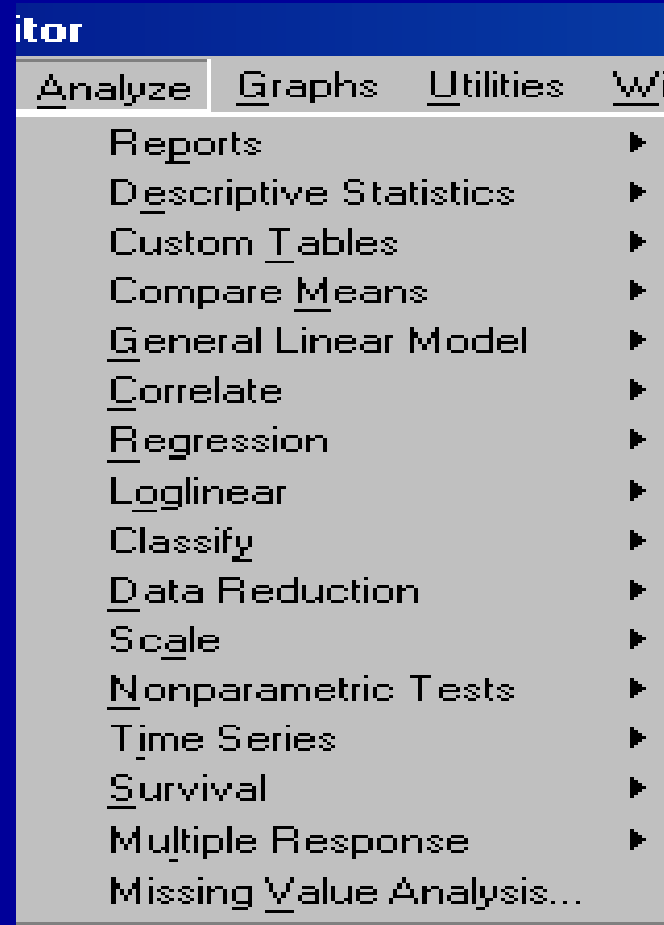 itor
Analyze Graphs Utilities Wi
Reports
Descriptive Statistics
Custom Tables
Compare Means
General Linear Model
Correlate
Regression
Loglinear
Classify
Data Reduction
Scale
Nonparametric Tests
Time Series
Survival
Multiple Response
Missing Value Analysis...